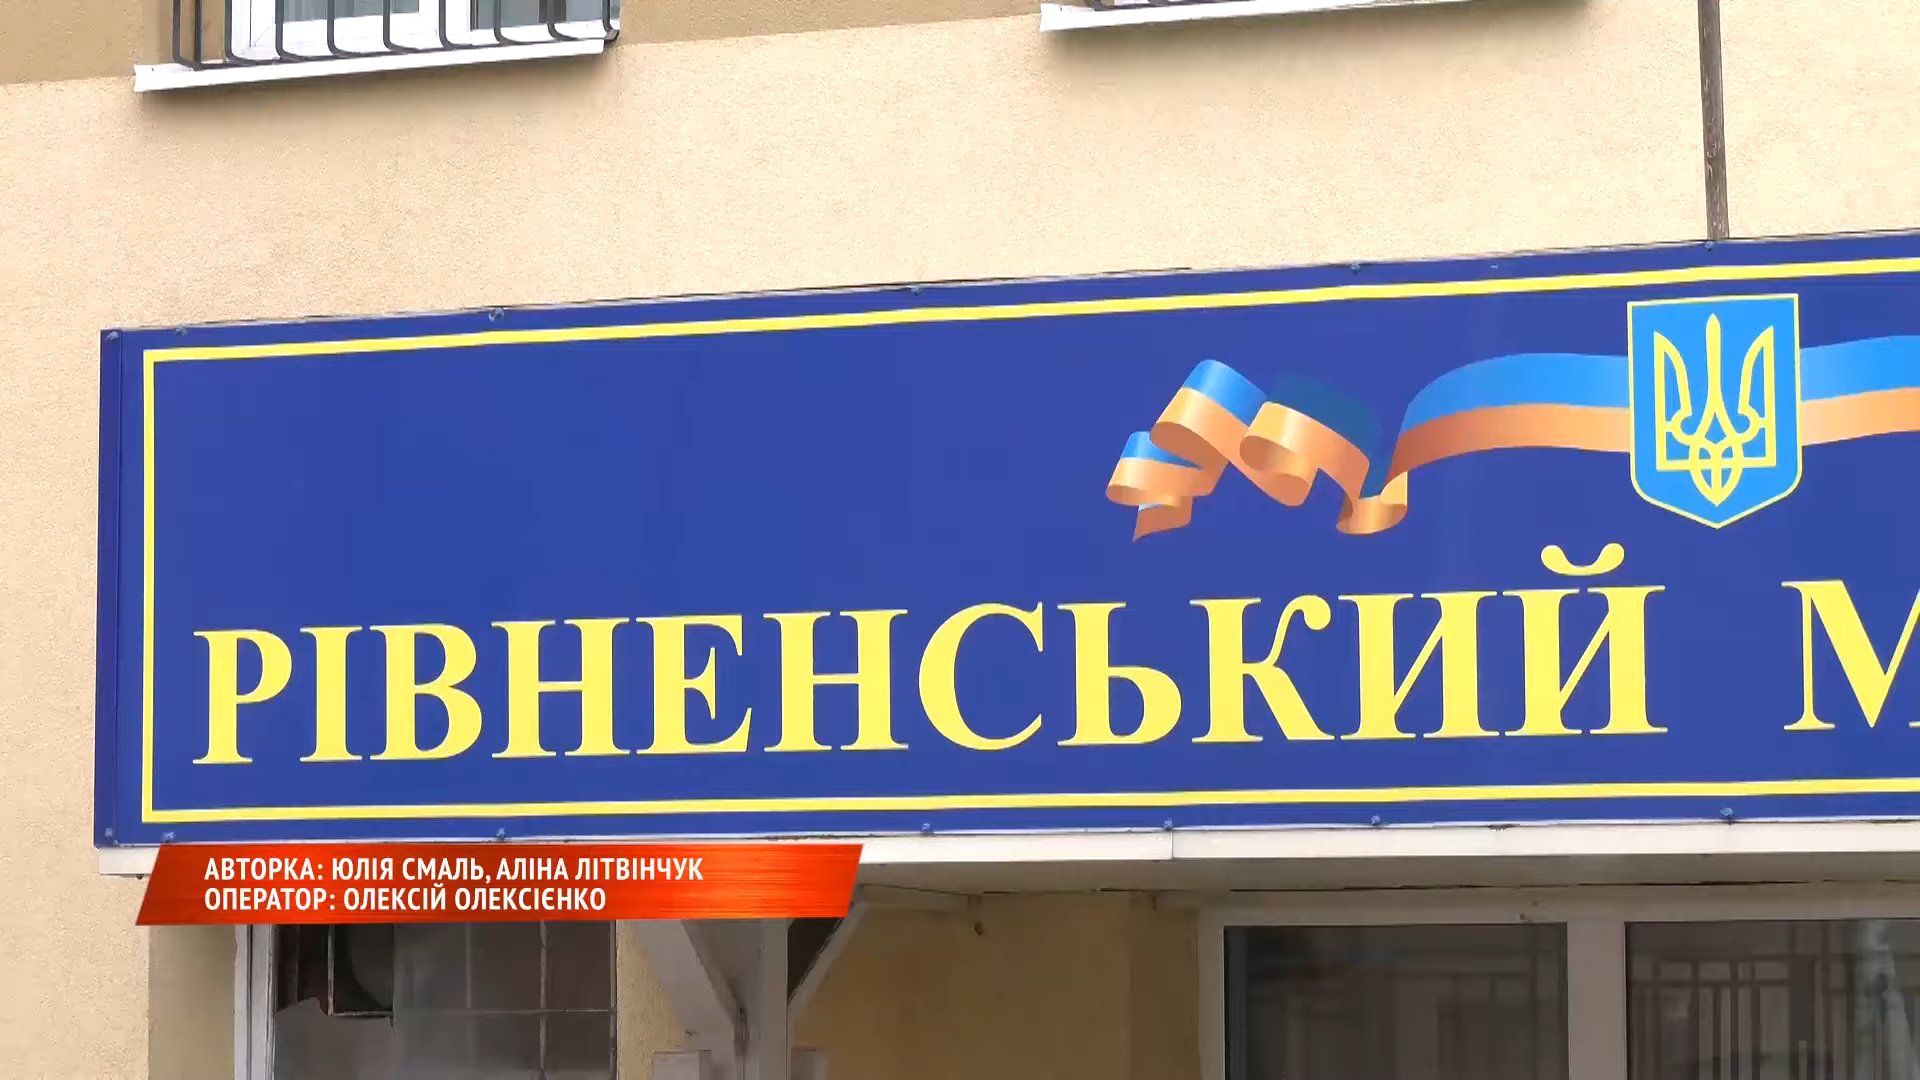 РІВНЕНСЬКИЙ М
АВТОРКА: ЮЛІЯ СМАЛЬ, АЛІНА ЛІТВІНЧУК
ОПЕРАТОР: ОЛЕКСІЙ ОЛЕКСІЄНКО